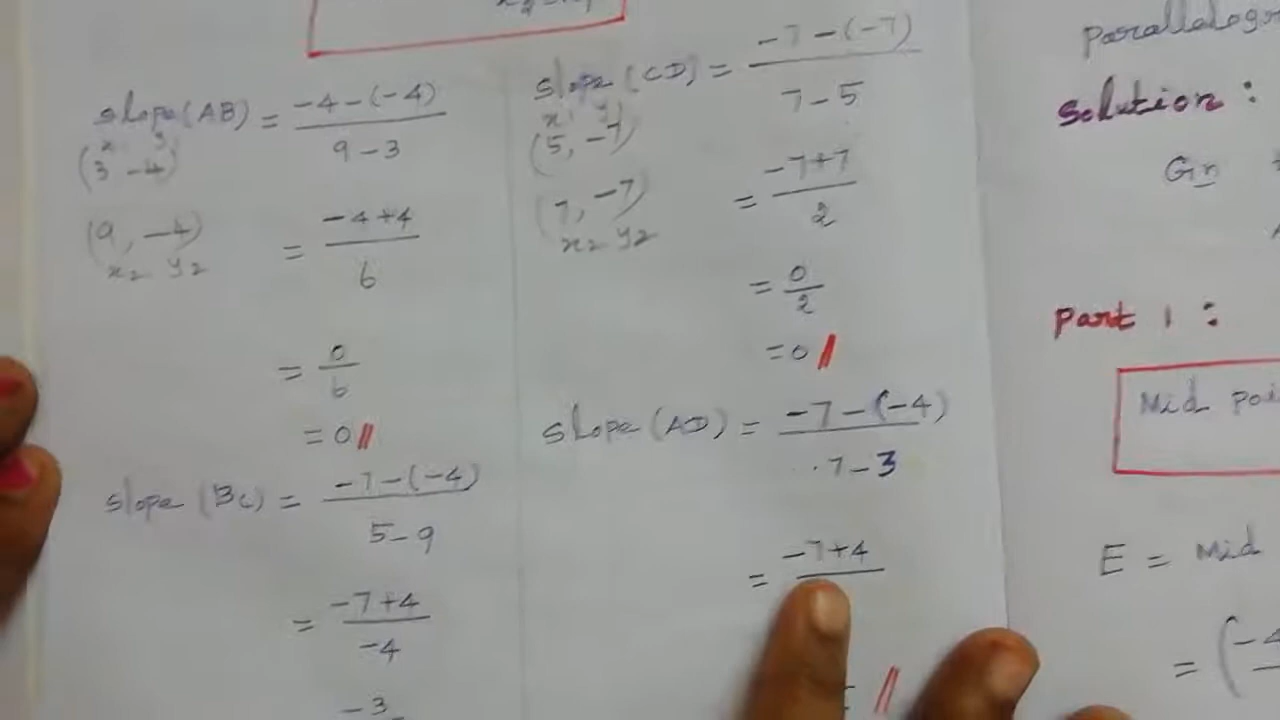 slope(AB) = -4-(-4)
9-3
x y
(3 -4)
(9, -4)
x₂ y₂
= -4+4
6
= 0
6
= 0 //
slope (BC) = -7-(-4)
5-9
= -7+4
-4
-3
slope (CD) = -7-(-7)
7-5
x y
(5, -7)
(7, -7)
x₂ y₂
= -7+7
2
= 0
2
= 0 //
slope (AD) = -7-(-4)
7-3
= -7+4
//
Solution :
Gn
Part 1 :
Mid
E = Mid
= (-4